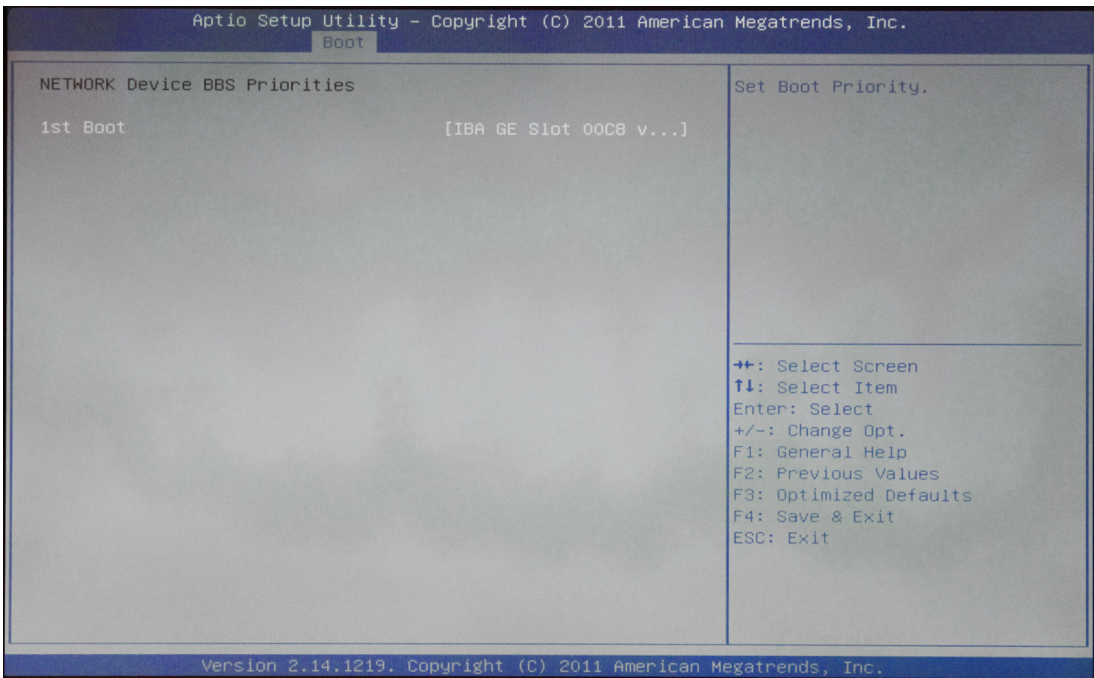 Aptio Setup Utility – Copyright (C) 2011 American Megatrends, Inc.
Boot
NETWORK Device BBS Priorities
1st Boot [IBA GE Slot 00C8 v...]
Set Boot Priority.
→←: Select Screen
↑↓: Select Item
Enter: Select
+/-: Change Opt.
F1: General Help
F2: Previous Values
F3: Optimized Defaults
F4: Save & Exit
ESC: Exit
Version 2.14.1219. Copyright (C) 2011 American Megatrends, Inc.